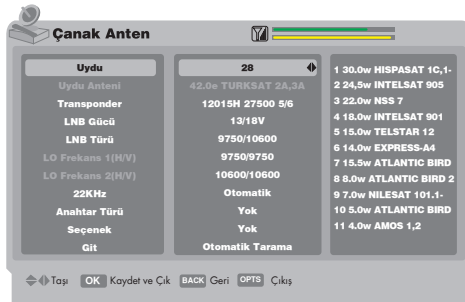 Çanak Anten
Uydu
Uydu Anteni
Transponder
LNB Gücü
LNB Türü
LO Frekans 1(H/V)
LO Frekans 2(H/V)
22KHz
Anahtar Türü
Seçenek
Git
28
42.0e TURKSAT 2A,3A
12015H 27500 5/6
13/18V
9750/10600
9750/9750
10600/10600
Otomatik
Yok
Yok
Otomatik Tarama
1 30.0w HISPASAT 1C,1-
2 24,5w INTELSAT 905
3 22.0w NSS 7
4 18.0w INTELSAT 901
5 15.0w TELSTAR 12
6 14.0w EXPRESS-A4
7 15.5w ATLANTIC BIRD
8 8.0w ATLANTIC BIRD 2
9 7.0w NILESAT 101.1-
10 5.0w ATLANTIC BIRD
11 4.0w AMOS 1,2
Taşı OK Kaydet ve Çık BACK Geri OPTS Çıkış